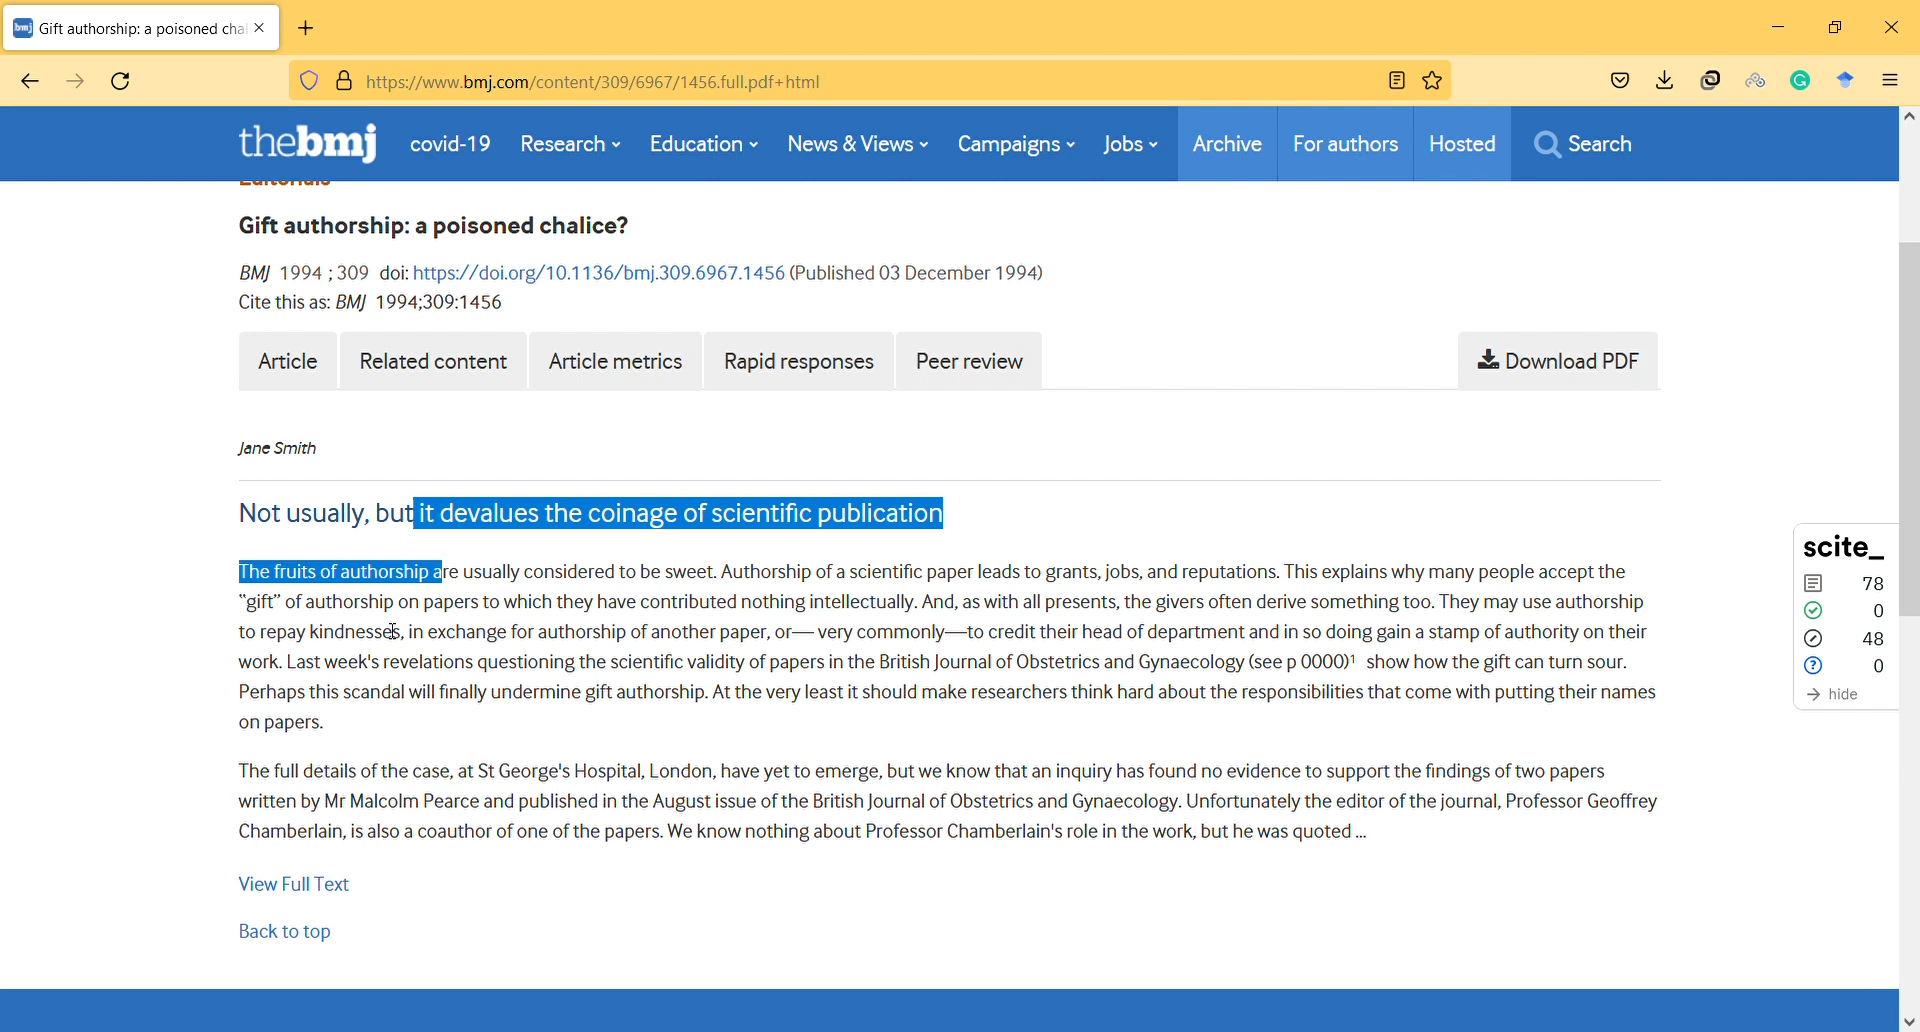 Gift authorship: a poisoned cha
https://www.bmj.com/content/309/6967/1456.full.pdf+html
thebmj covid-19 Research Education News & Views Campaigns Jobs Archive For authors Hosted Search
Editorials
Gift authorship: a poisoned chalice?
BMJ 1994 ; 309 doi: https://doi.org/10.1136/bmj.309.6967.1456 (Published 03 December 1994)
Cite this as: BMJ 1994;309:1456
Article Related content Article metrics Rapid responses Peer review Download PDF
Jane Smith
Not usually, but it devalues the coinage of scientific publication
The fruits of authorship are usually considered to be sweet. Authorship of a scientific paper leads to grants, jobs, and reputations. This explains why many people accept the
“gift” of authorship on papers to which they have contributed nothing intellectually. And, as with all presents, the givers often derive something too. They may use authorship
to repay kindnesses, in exchange for authorship of another paper, or— very commonly—to credit their head of department and in so doing gain a stamp of authority on their
work. Last week's revelations questioning the scientific validity of papers in the British Journal of Obstetrics and Gynaecology (see p 0000)¹ show how the gift can turn sour.
Perhaps this scandal will finally undermine gift authorship. At the very least it should make researchers think hard about the responsibilities that come with putting their names
on papers.
The full details of the case, at St George's Hospital, London, have yet to emerge, but we know that an inquiry has found no evidence to support the findings of two papers
written by Mr Malcolm Pearce and published in the August issue of the British Journal of Obstetrics and Gynaecology. Unfortunately the editor of the journal, Professor Geoffrey
Chamberlain, is also a coauthor of one of the papers. We know nothing about Professor Chamberlain's role in the work, but he was quoted ...
View Full Text
Back to top
scite_
78
0
48
0
hide